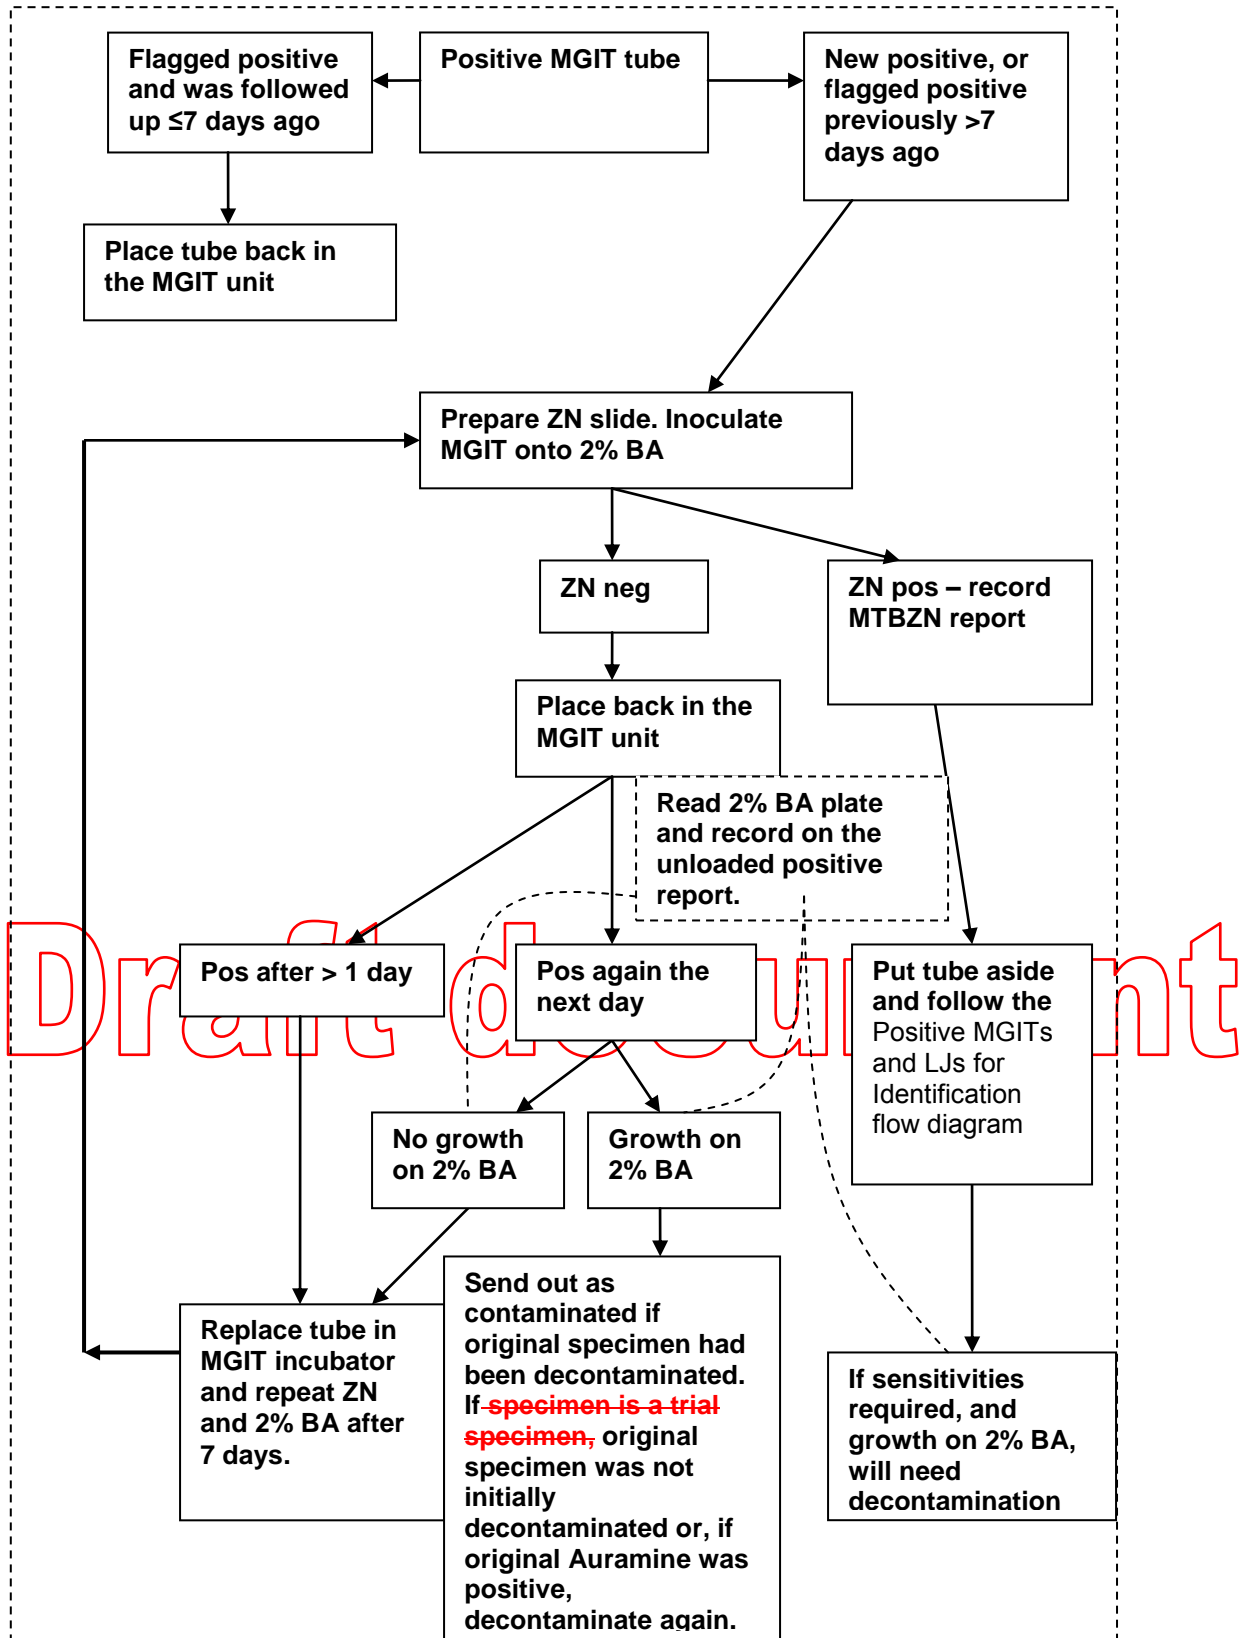 Flagged positive
and was followed
up ≤7 days ago
Positive MGIT tube
New positive, or
flagged positive
previously >7
days ago
Place tube back in
the MGIT unit
Prepare ZN slide. Inoculate
MGIT onto 2% BA
ZN neg
ZN pos – record
MTBZN report
Place back in the
MGIT unit
Read 2% BA plate
and record on the
unloaded positive
report.
Draft document
Pos after > 1 day
Pos again the
next day
Put tube aside
and follow the
Positive MGITs
and LJs for
Identification
flow diagram
No growth
on 2% BA
Growth on
2% BA
Replace tube in
MGIT incubator
and repeat ZN
and 2% BA after
7 days.
Send out as
contaminated if
original specimen had
been decontaminated.
If specimen is a trial
specimen, original
specimen was not
initially
decontaminated or, if
original Auramine was
positive,
decontaminate again.
If sensitivities
required, and
growth on 2% BA,
will need
decontamination